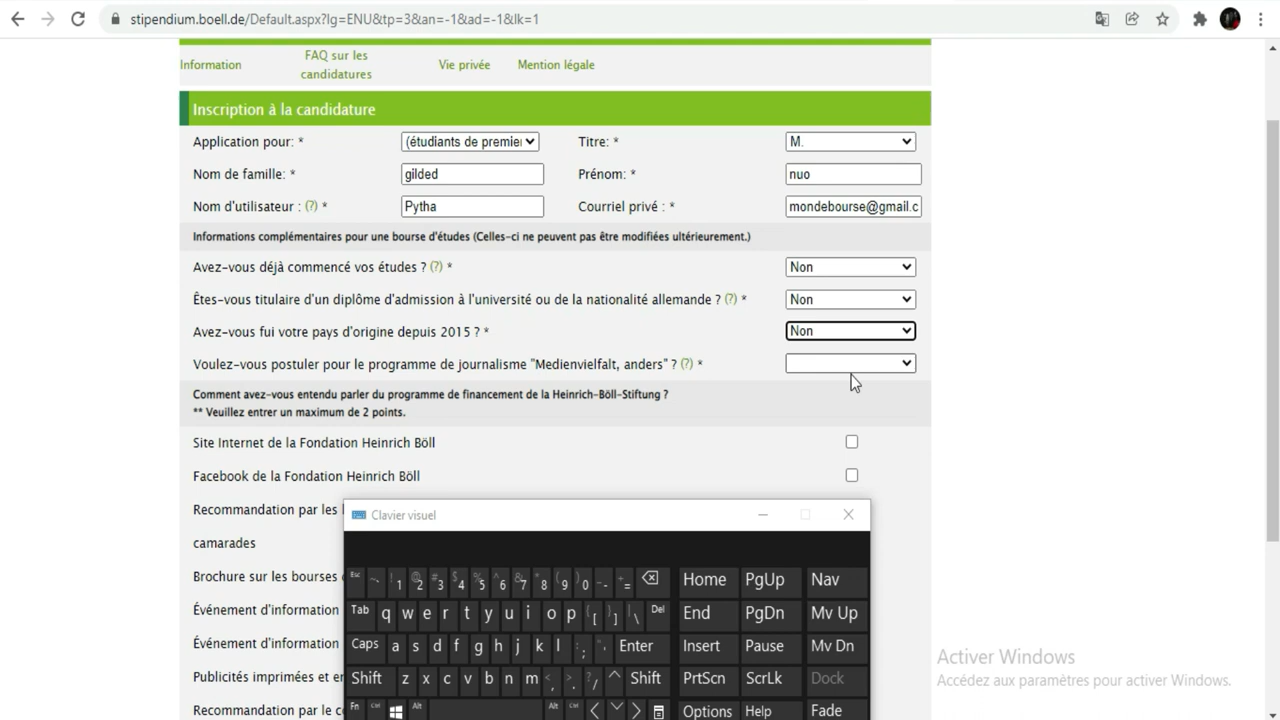 stipendium.boell.de/Default.aspx?lg=ENU&tp=3&an=-1&ad=-1&lk=1
Information
FAQ sur les
candidatures
Vie privée
Mention légale
Inscription à la candidature
Application pour: *
(étudiants de premie
Titre: *
M.
Nom de famille: *
gilded
Prénom: *
nuo
Nom d'utilisateur : (?) *
Pytha
Courriel privé : *
mondebourse@gmail.c
Informations complémentaires pour une bourse d'études (Celles-ci ne peuvent pas être modifiées ultérieurement.)
Avez-vous déjà commencé vos études ? (?) *
Non
Êtes-vous titulaire d'un diplôme d'admission à l'université ou de la nationalité allemande ? (?) *
Non
Avez-vous fui votre pays d'origine depuis 2015 ? *
Non
Voulez-vous postuler pour le programme de journalisme "Medienvielfalt, anders" ? (?) *
Comment avez-vous entendu parler du programme de financement de la Heinrich-Böll-Stiftung ?
** Veuillez entrer un maximum de 2 points.
Site Internet de la Fondation Heinrich Böll
Facebook de la Fondation Heinrich Böll
Recommandation par les
camarades
Brochure sur les bourses
Événement d'information
Événement d'information
Publicités imprimées et
Recommandation par le
Clavier visuel
Esc ~ ` ! 1 @ 2 # 3 $ 4 % 5 ^ 6 & 7 * 8 ( 9 ) 0 _ - + = Home PgUp Nav
Tab q w e r t y u i o p { [ } ] | \ Del End PgDn Mv Up
Caps a s d f g h j k l : ; " ' Enter Insert Pause Mv Dn
Shift z x c v b n m < , > . ? / Shift PrtScn ScrLk Dock
Fn Ctrl Alt Alt Ctrl Options Help Fade
Activer Windows
Accédez aux paramètres pour activer Windows.